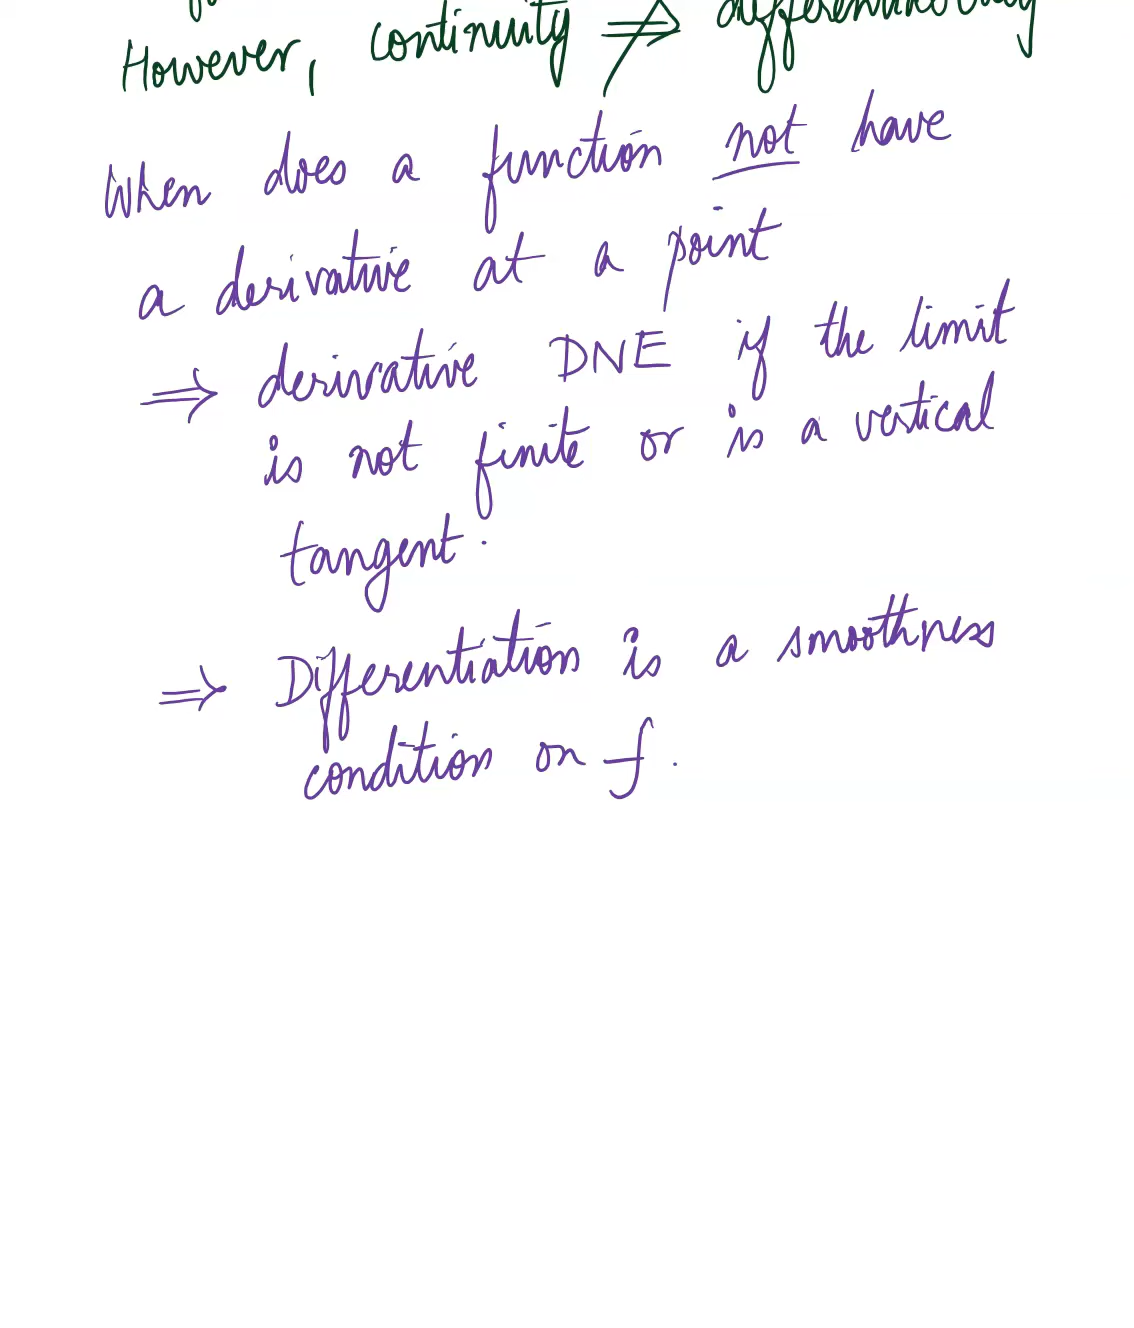 However, continuity ⇏ differentiability
When does a function not have
a derivative at a point
⇒ derivative DNE if the limit
is not finite or is a vertical
tangent.
⇒ Differentiation is a smoothness
condition on f.